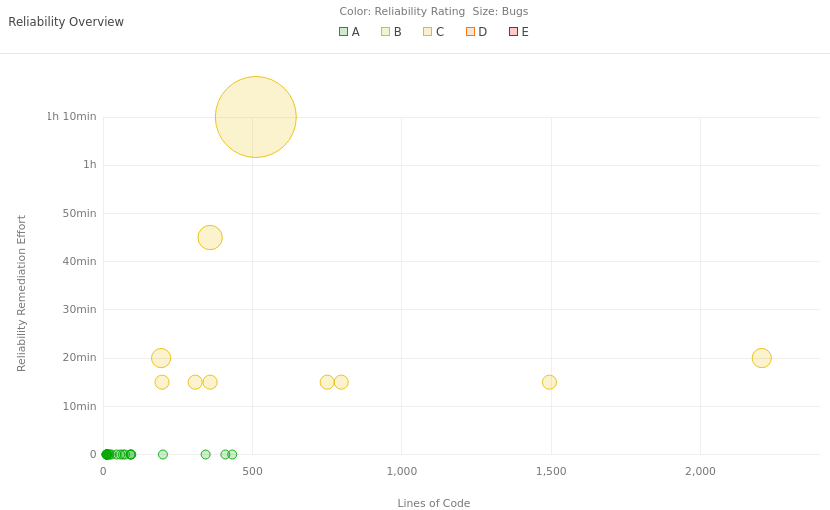 Reliability Overview
Color: Reliability Rating Size: Bugs
A B C D E
1h 10min
1h
50min
40min
30min
20min
10min
0
Reliability Remediation Effort
0 500 1,000 1,500 2,000
Lines of Code